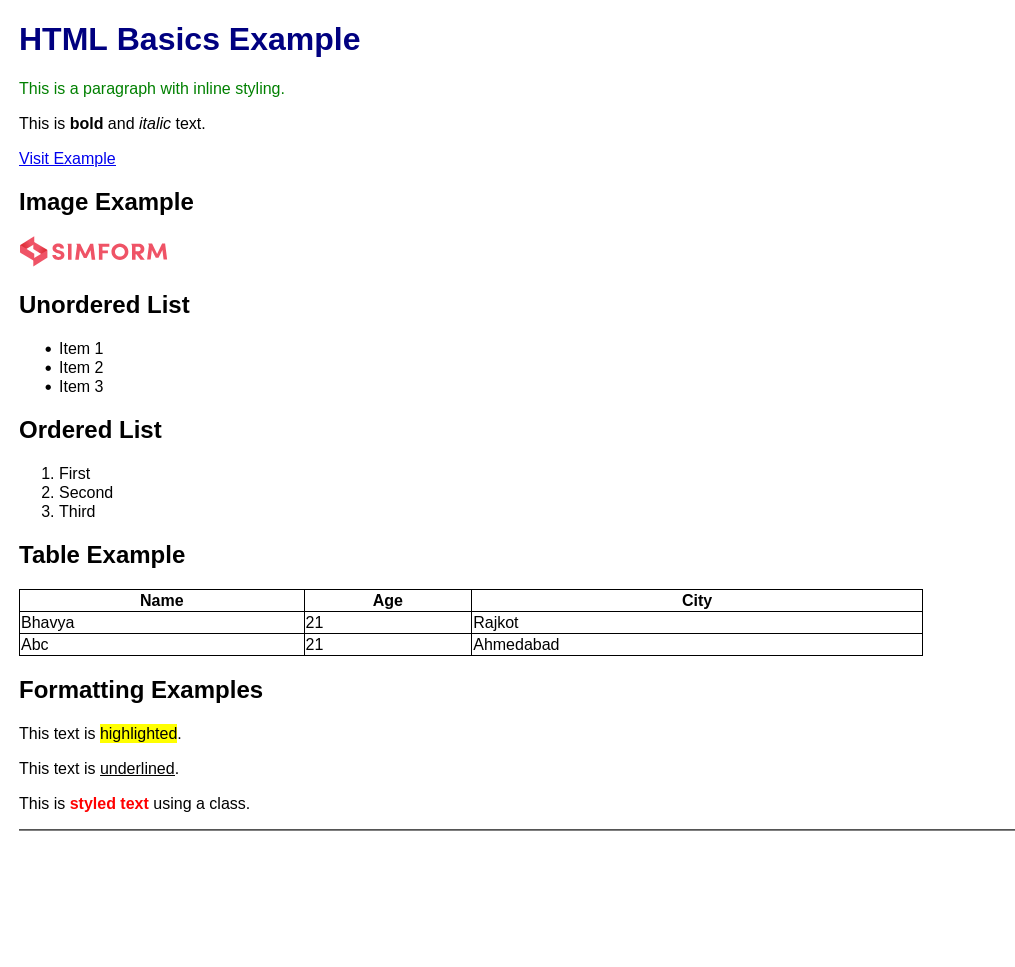 HTML Basics Example
This is a paragraph with inline styling.
This is bold and italic text.
Visit Example
Image Example
SIMFORM
Unordered List
• Item 1
• Item 2
• Item 3
Ordered List
1. First
2. Second
3. Third
Table Example
Name Age City
Bhavya 21 Rajkot
Abc 21 Ahmedabad
Formatting Examples
This text is highlighted.
This text is underlined.
This is styled text using a class.